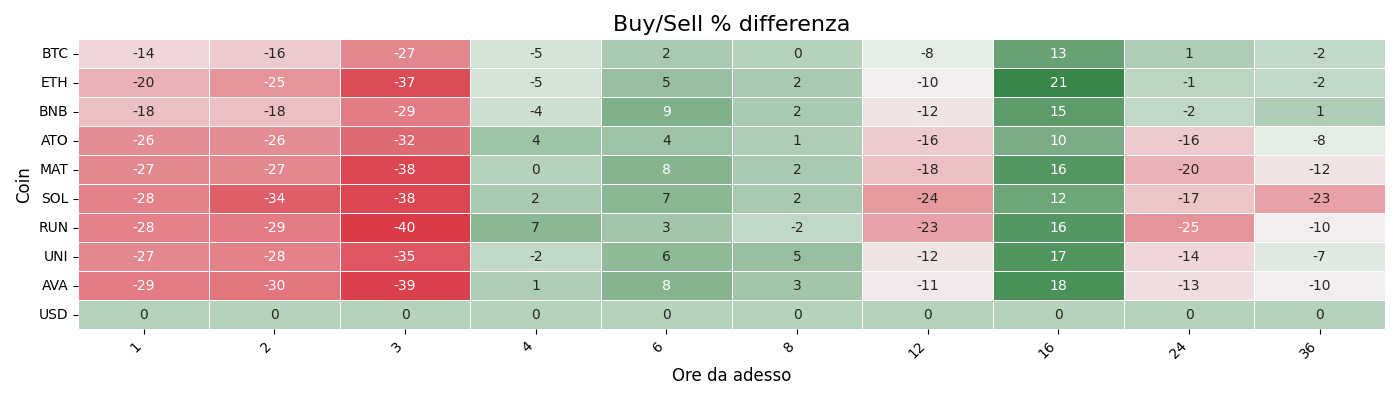 Buy/Sell % differenza
Coin
BTC -14 -16 -27 -5 2 0 -8 13 1 -2
ETH -20 -25 -37 -5 5 2 -10 21 -1 -2
BNB -18 -18 -29 -4 9 2 -12 15 -2 1
ATO -26 -26 -32 4 4 1 -16 10 -16 -8
MAT -27 -27 -38 0 8 2 -18 16 -20 -12
SOL -28 -34 -38 2 7 2 -24 12 -17 -23
RUN -28 -29 -40 7 3 -2 -23 16 -25 -10
UNI -27 -28 -35 -2 6 5 -12 17 -14 -7
AVA -29 -30 -39 1 8 3 -11 18 -13 -10
USD 0 0 0 0 0 0 0 0 0 0
1 2 3 4 6 8 12 16 24 36
Ore da adesso